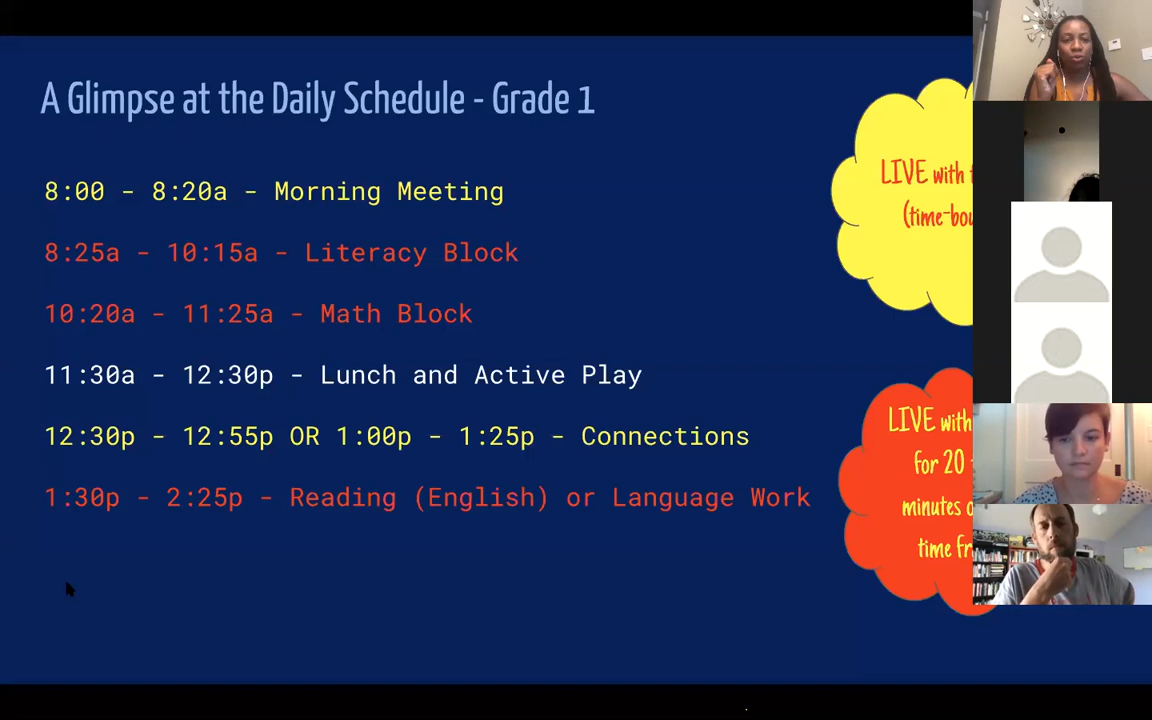 A Glimpse at the Daily Schedule - Grade 1
8:00 - 8:20a - Morning Meeting
8:25a - 10:15a - Literacy Block
10:20a - 11:25a - Math Block
11:30a - 12:30p - Lunch and Active Play
12:30p - 12:55p OR 1:00p - 1:25p - Connections
1:30p - 2:25p - Reading (English) or Language Work
LIVE with
LIVE with
for 20
minutes
time